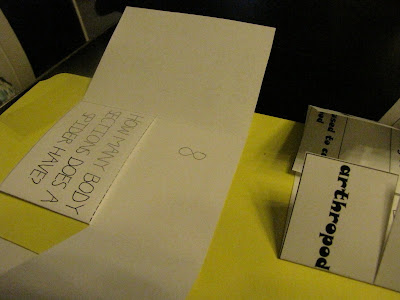 HOW MANY BODY
SECTIONS DOES A
SPIDER HAVE?
8
arthropod